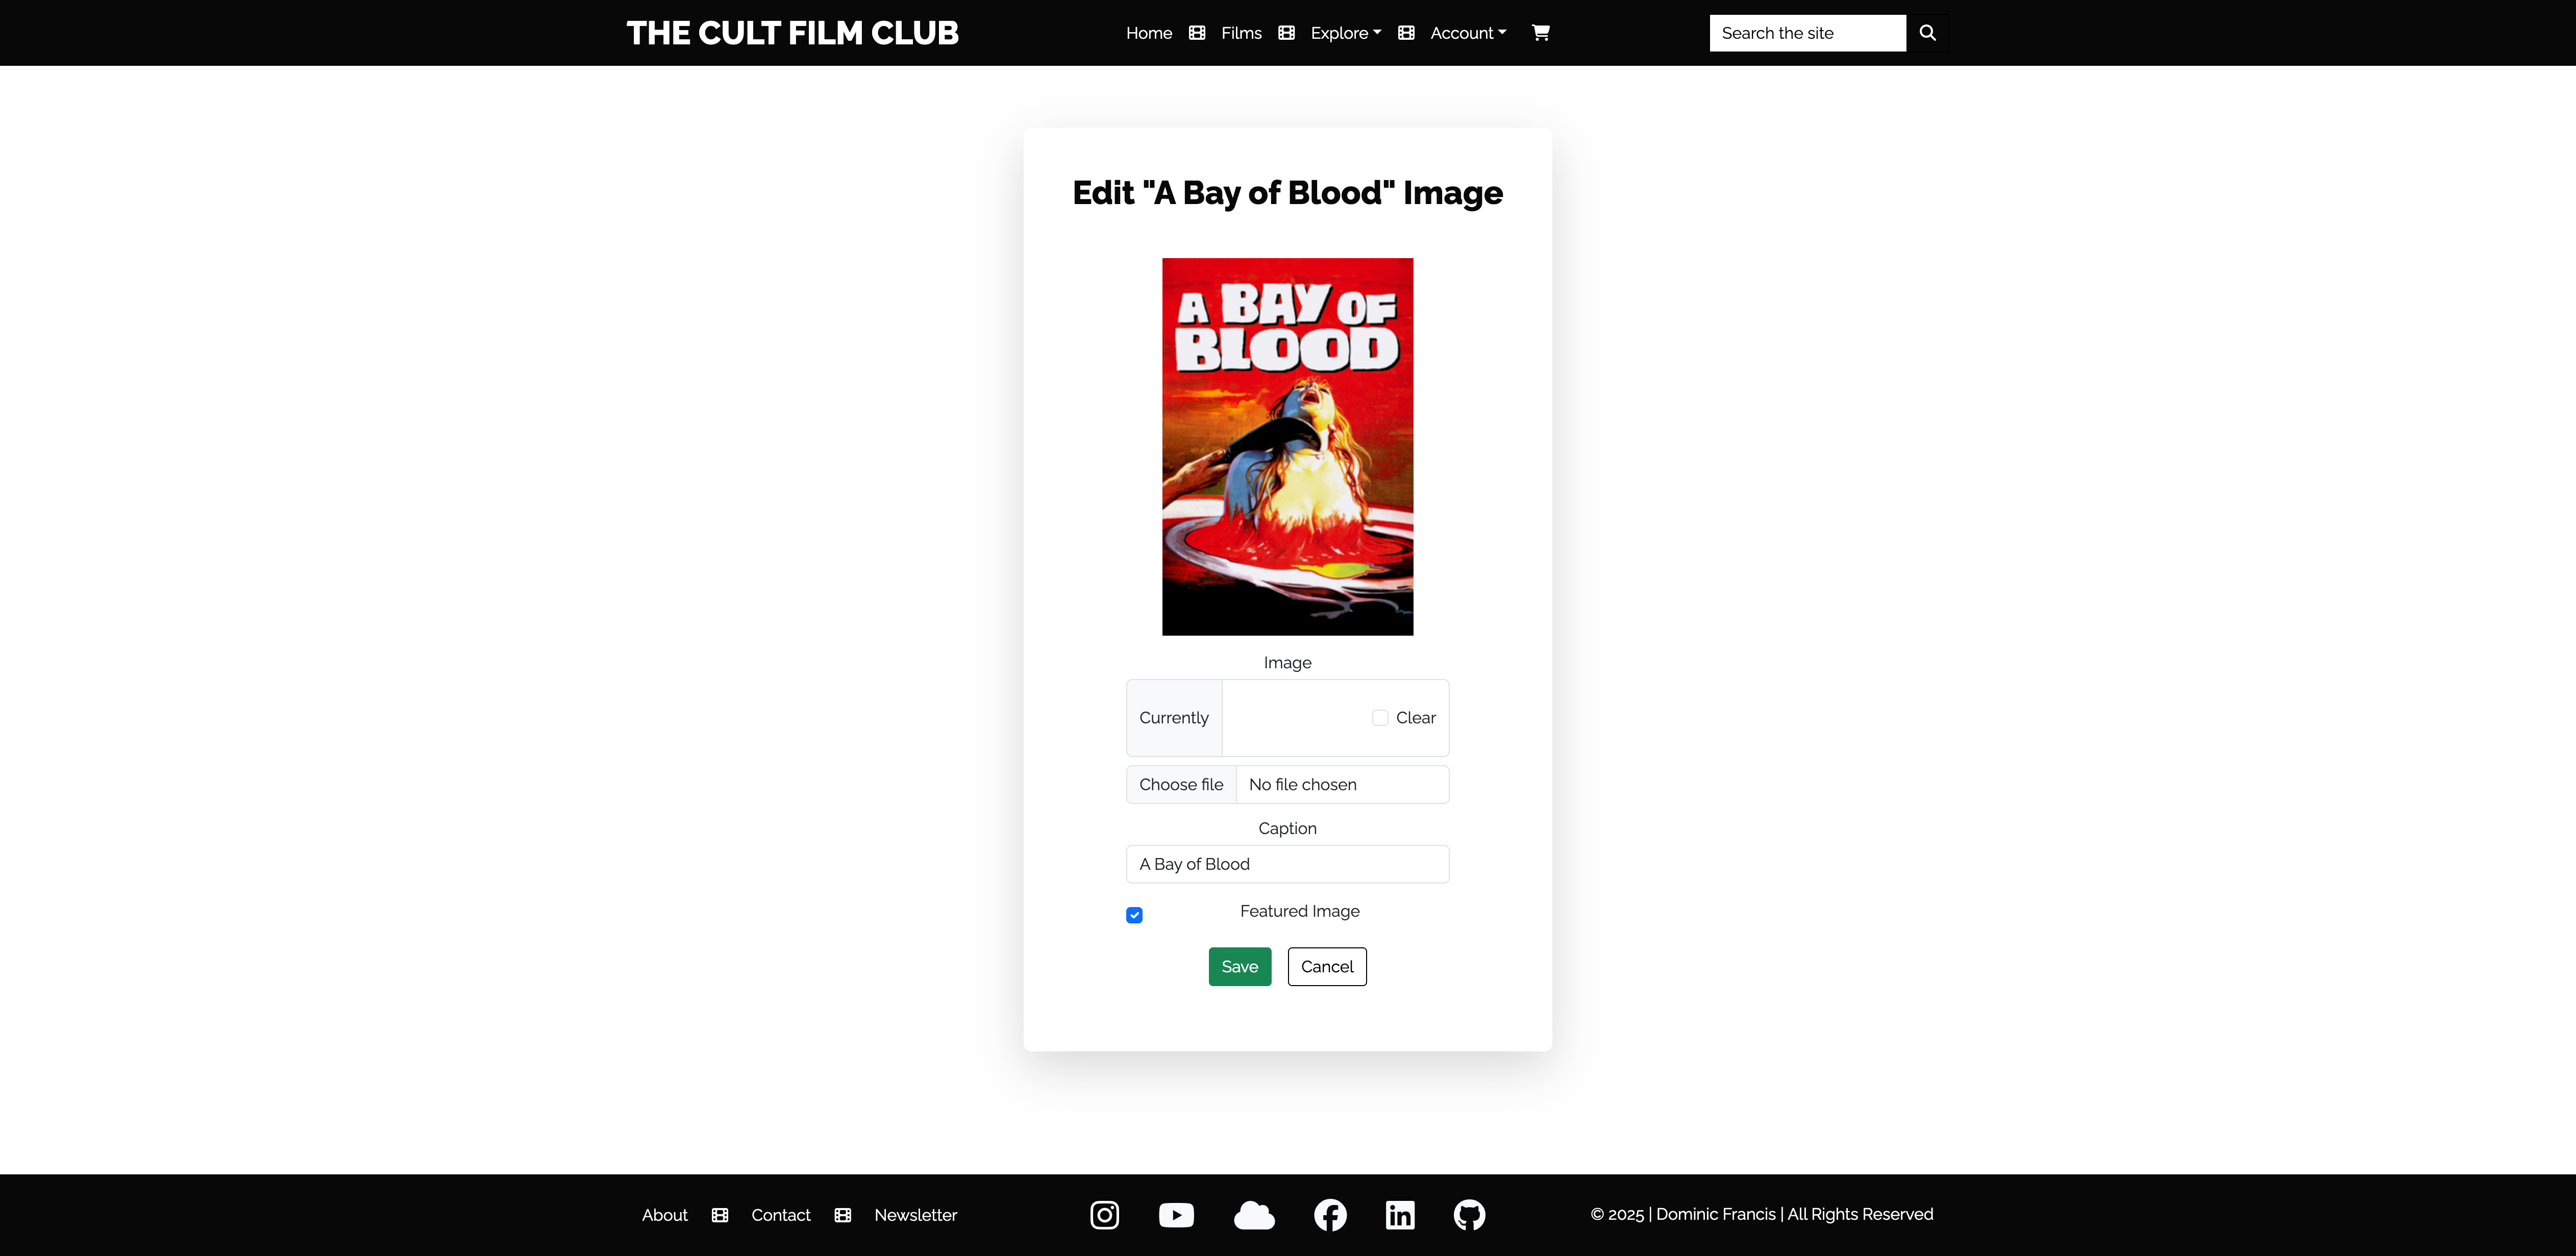 THE CULT FILM CLUB
Home Films Explore Account
Search the site
Edit "A Bay of Blood" Image
A BAY OF
BLOOD
Image
Currently Clear
Choose file No file chosen
Caption
A Bay of Blood
Featured Image
Save Cancel
About Contact Newsletter
© 2025 | Dominic Francis | All Rights Reserved